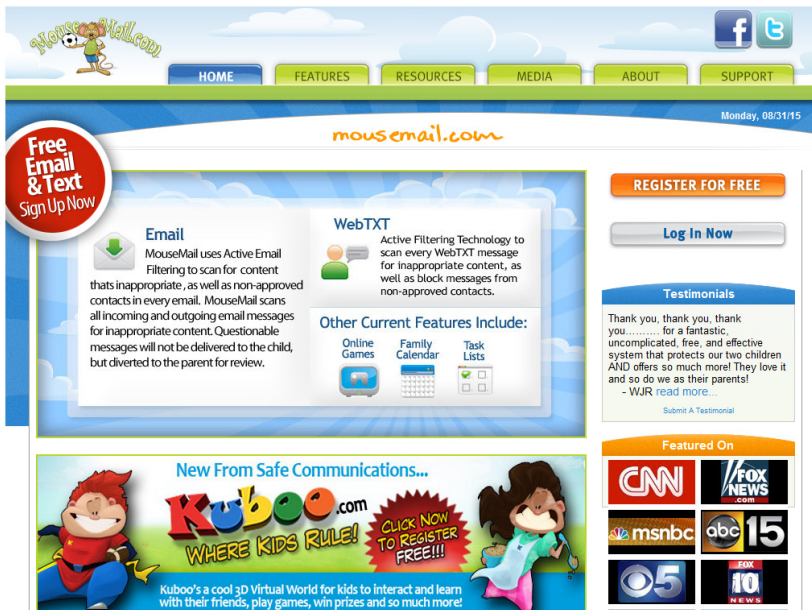 MouseMail.com
HOME
FEATURES
RESOURCES
MEDIA
ABOUT
SUPPORT
Monday, 08/31/15
mousemail.com
Free
Email
& Text
Sign Up Now
Email
MouseMail uses Active Email
Filtering to scan for content
thats inappropriate , as well as non-approved
contacts in every email. MouseMail scans
all incoming and outgoing email messages
for inappropriate content. Questionable
messages will not be delivered to the child,
but diverted to the parent for review.
WebTXT
Active Filtering Technology to
scan every WebTXT message
for inappropriate content, as
well as block messages from
non-approved contacts.
Other Current Features Include:
Online
Games
Family
Calendar
Task
Lists
REGISTER FOR FREE
Log In Now
Testimonials
Thank you, thank you, thank
you.......... for a fantastic,
uncomplicated, free, and effective
system that protects our two children
AND offers so much more! They love it
and so do we as their parents!
- WJR read more...
Submit A Testimonial
Featured On
CNN
FOX
NEWS
.com
msnbc
abc 15
5
FOX
10
NEWS
New From Safe Communications...
Kuboo.com
WHERE KIDS RULE!
CLICK NOW
TO REGISTER
FREE!!!
Kuboo's a cool 3D Virtual World for kids to interact and learn
with their friends, play games, win prizes and so much more!